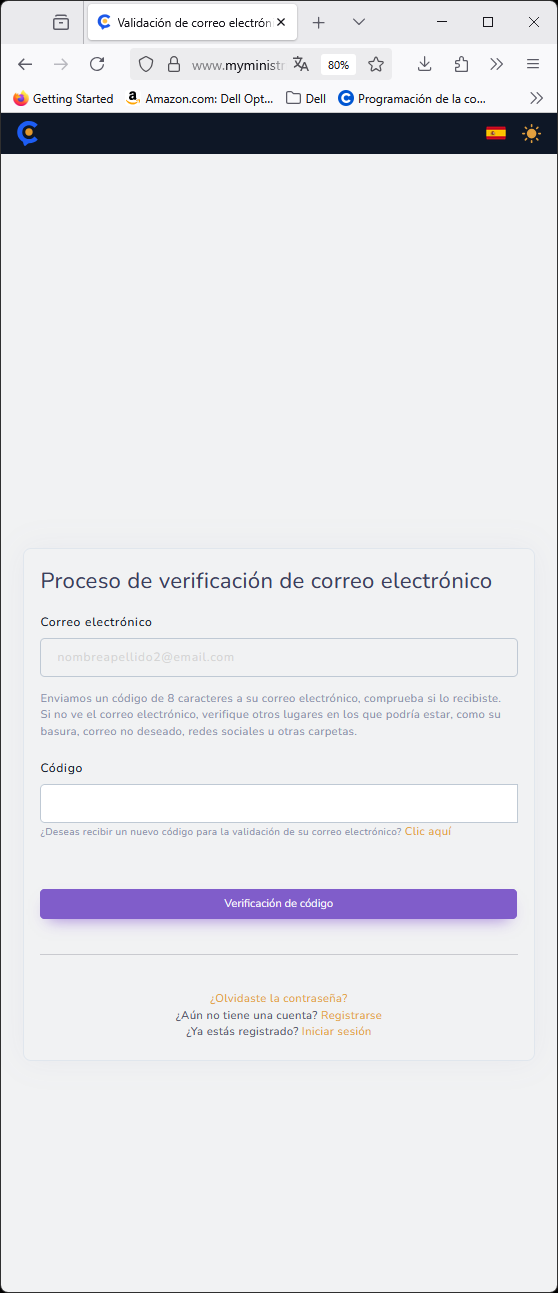 Validación de correo electrón
www.myministr
80%
Getting Started
Amazon.com: Dell Opt...
Dell
Programación de la co...
Proceso de verificación de correo electrónico
Correo electrónico
nombreapellido2@email.com
Enviamos un código de 8 caracteres a su correo electrónico, comprueba si lo recibiste.
Si no ve el correo electrónico, verifique otros lugares en los que podría estar, como su
basura, correo no deseado, redes sociales u otras carpetas.
Código
¿Deseas recibir un nuevo código para la validación de su correo electrónico? Clic aquí
Verificación de código
¿Olvidaste la contraseña?
¿Aún no tiene una cuenta? Registrarse
¿Ya estás registrado? Iniciar sesión